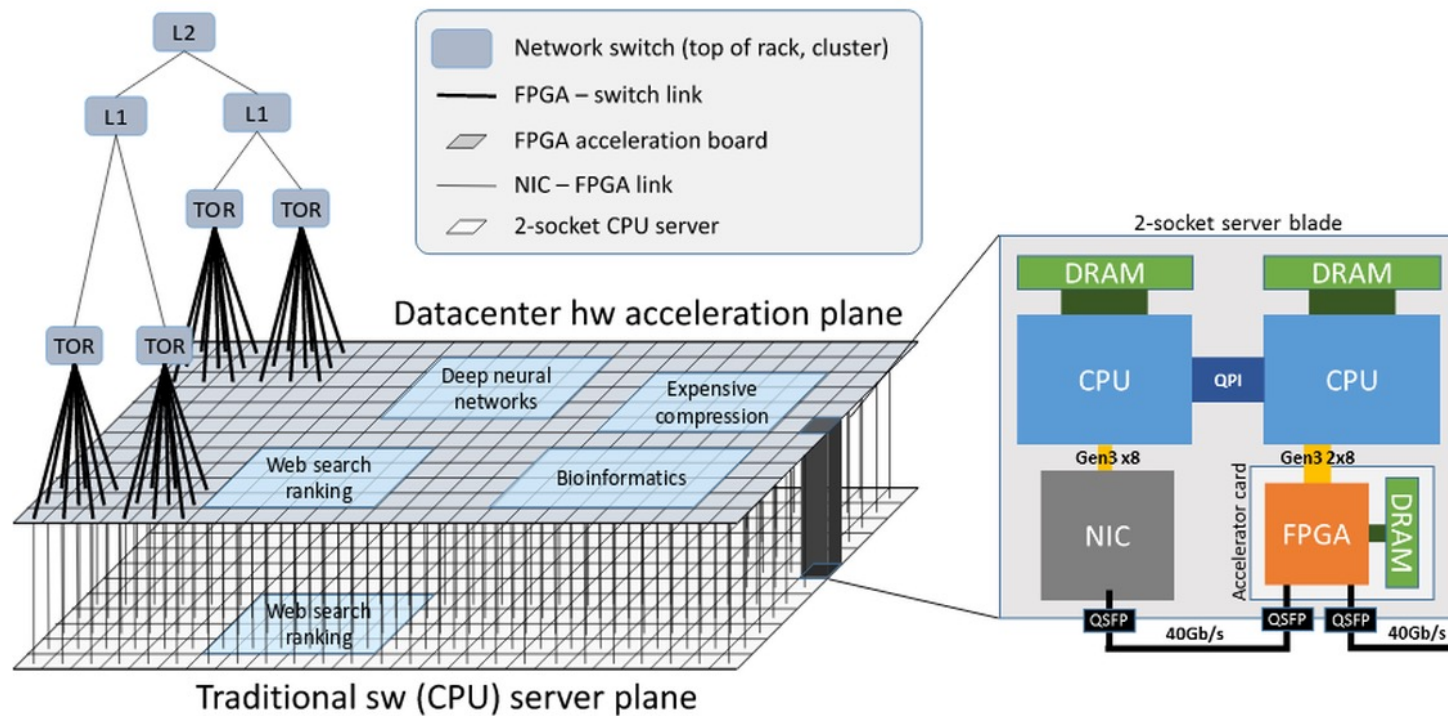 L2
L1
L1
TOR
TOR
TOR
TOR
Network switch (top of rack, cluster)
FPGA – switch link
FPGA acceleration board
NIC – FPGA link
2-socket CPU server
Datacenter hw acceleration plane
Deep neural
networks
Expensive
compression
Web search
ranking
Bioinformatics
Web search
ranking
Traditional sw (CPU) server plane
2-socket server blade
DRAM
DRAM
CPU
QPI
CPU
Gen3 x8
Gen3 2x8
NIC
Accelerator card
FPGA
DRAM
QSFP
QSFP
QSFP
40Gb/s
40Gb/s